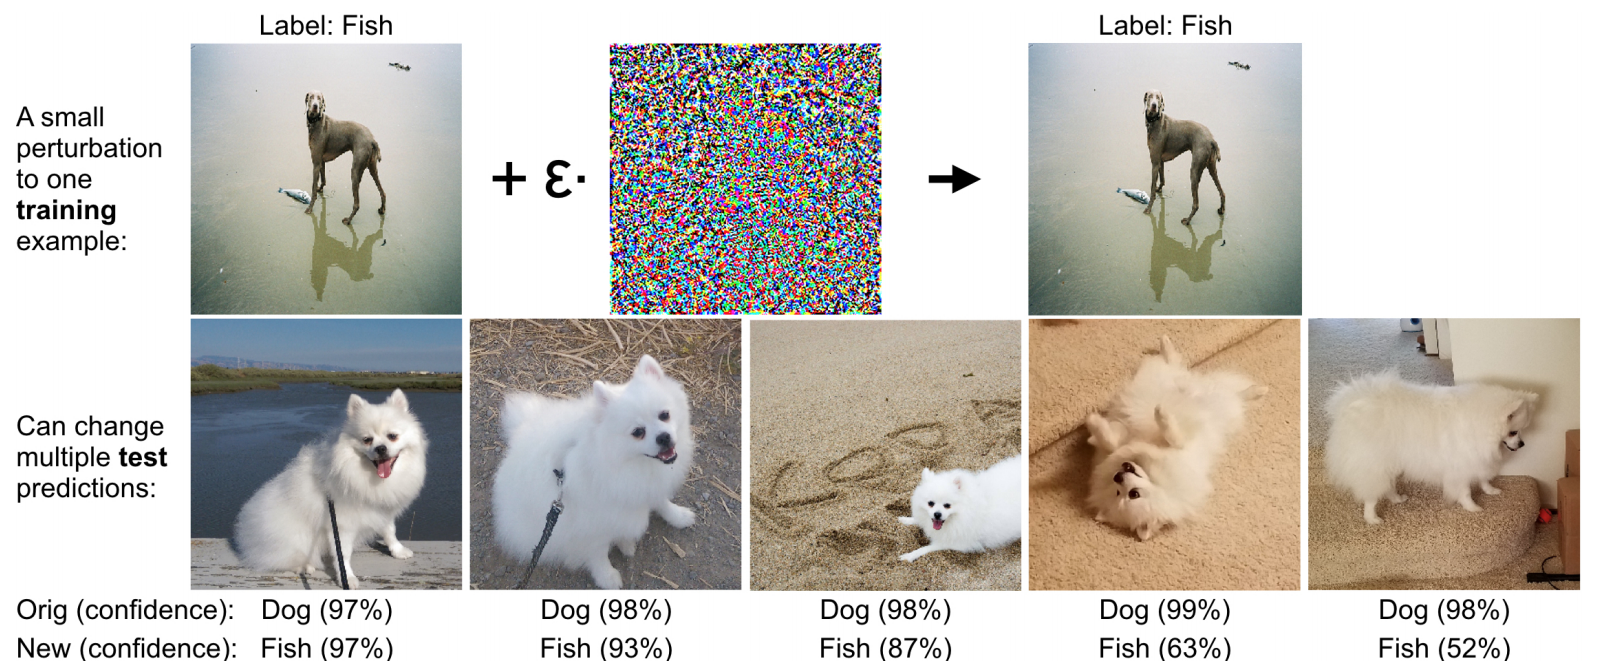 Label: Fish
Label: Fish
A small
perturbation
to one
training
example:
+ ε·
Can change
multiple test
predictions:
Orig (confidence): Dog (97%) Dog (98%) Dog (98%) Dog (99%) Dog (98%)
New (confidence): Fish (97%) Fish (93%) Fish (87%) Fish (63%) Fish (52%)